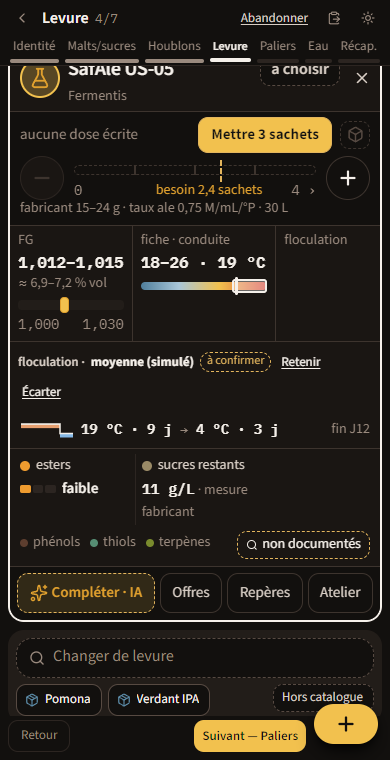 Levure 4/7
Abandonner
Identité Malts/sucres Houblons Levure Paliers Eau Récap.
SafAle US-05
à choisir
Fermentis
aucune dose écrite
Mettre 3 sachets
0 besoin 2,4 sachets 4 ›
fabricant 15–24 g · taux ale 0,75 M/mL/°P · 30 L
FG
fiche · conduite
floculation
1,012–1,015
18–26 · 19 °C
≈ 6,9–7,2 % vol
1,000 1,030
floculation · moyenne (simulé) à confirmer Retenir
Écarter
19 °C · 9 j → 4 °C · 3 j
fin J12
esters
sucres restants
faible
11 g/L · mesure
fabricant
phénols thiols terpènes
non documentés
Compléter · IA
Offres
Repères
Atelier
Changer de levure
Pomona
Verdant IPA
Hors catalogue
Retour
Suivant — Paliers